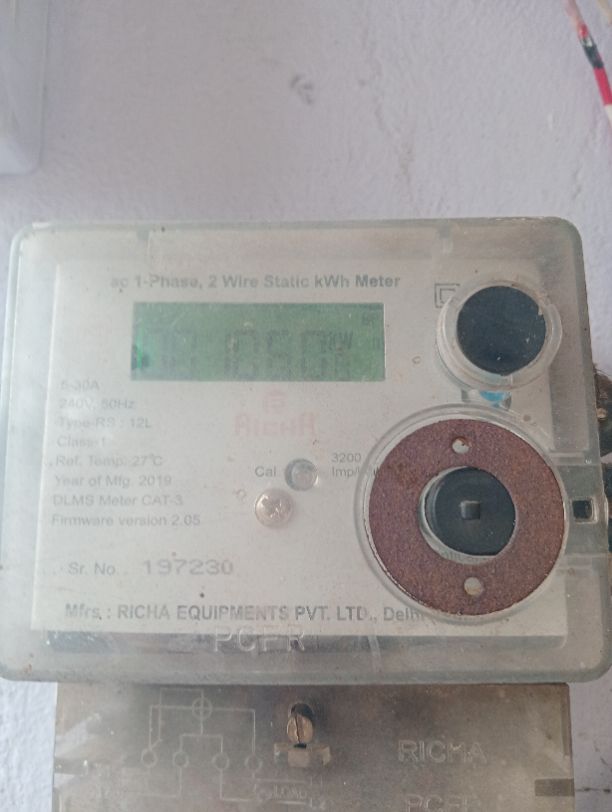 ac 1-Phase, 2 Wire Static kWh Meter
5-30A
240V, 50Hz
Type-RS : 12L
Class-1
Ref. Temp. 27°C
Year of Mfg. 2019
DLMS Meter CAT-3
Firmware version 2.05
RICHA
Cal
3200
Sr. No. 197230
Mfrs. : RICHA EQUIPMENTS PVT. LTD., Delhi
PCER
RICHA
LOAD